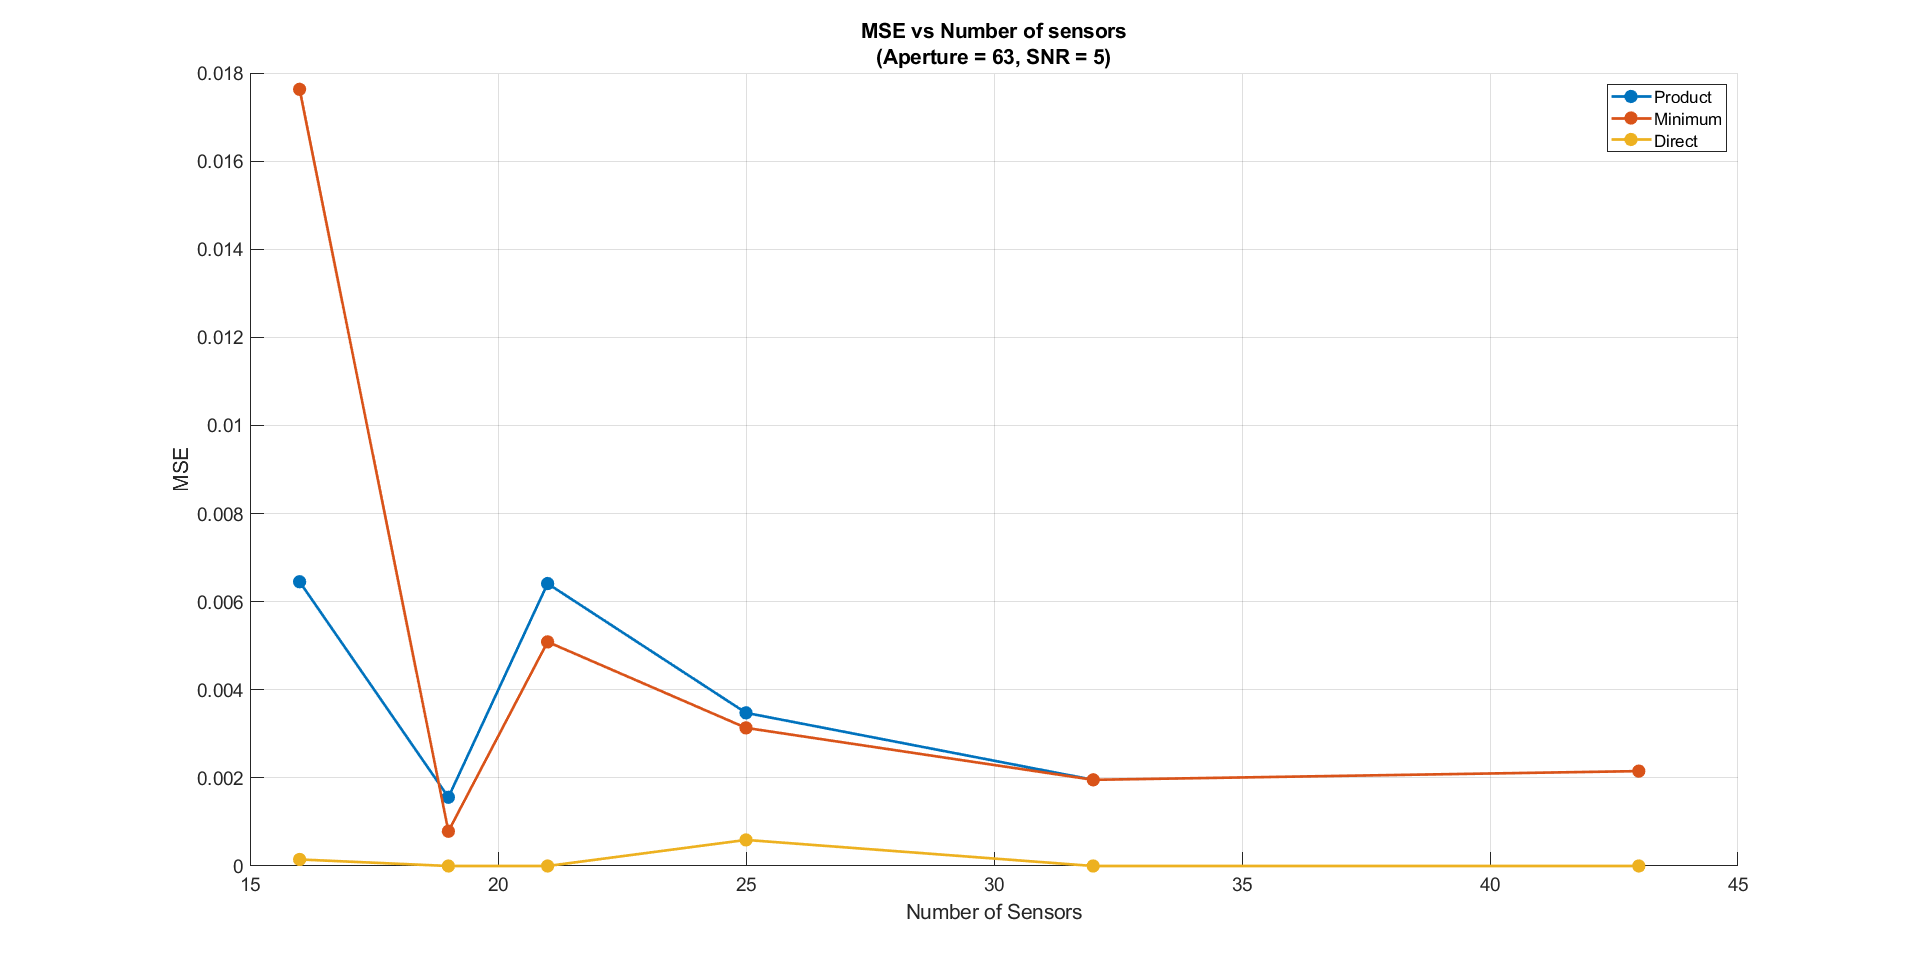 MSE vs Number of sensors
(Aperture = 63, SNR = 5)
Product
Minimum
Direct
0.018
0.016
0.014
0.012
0.01
0.008
0.006
0.004
0.002
0
MSE
15 20 25 30 35 40 45
Number of Sensors